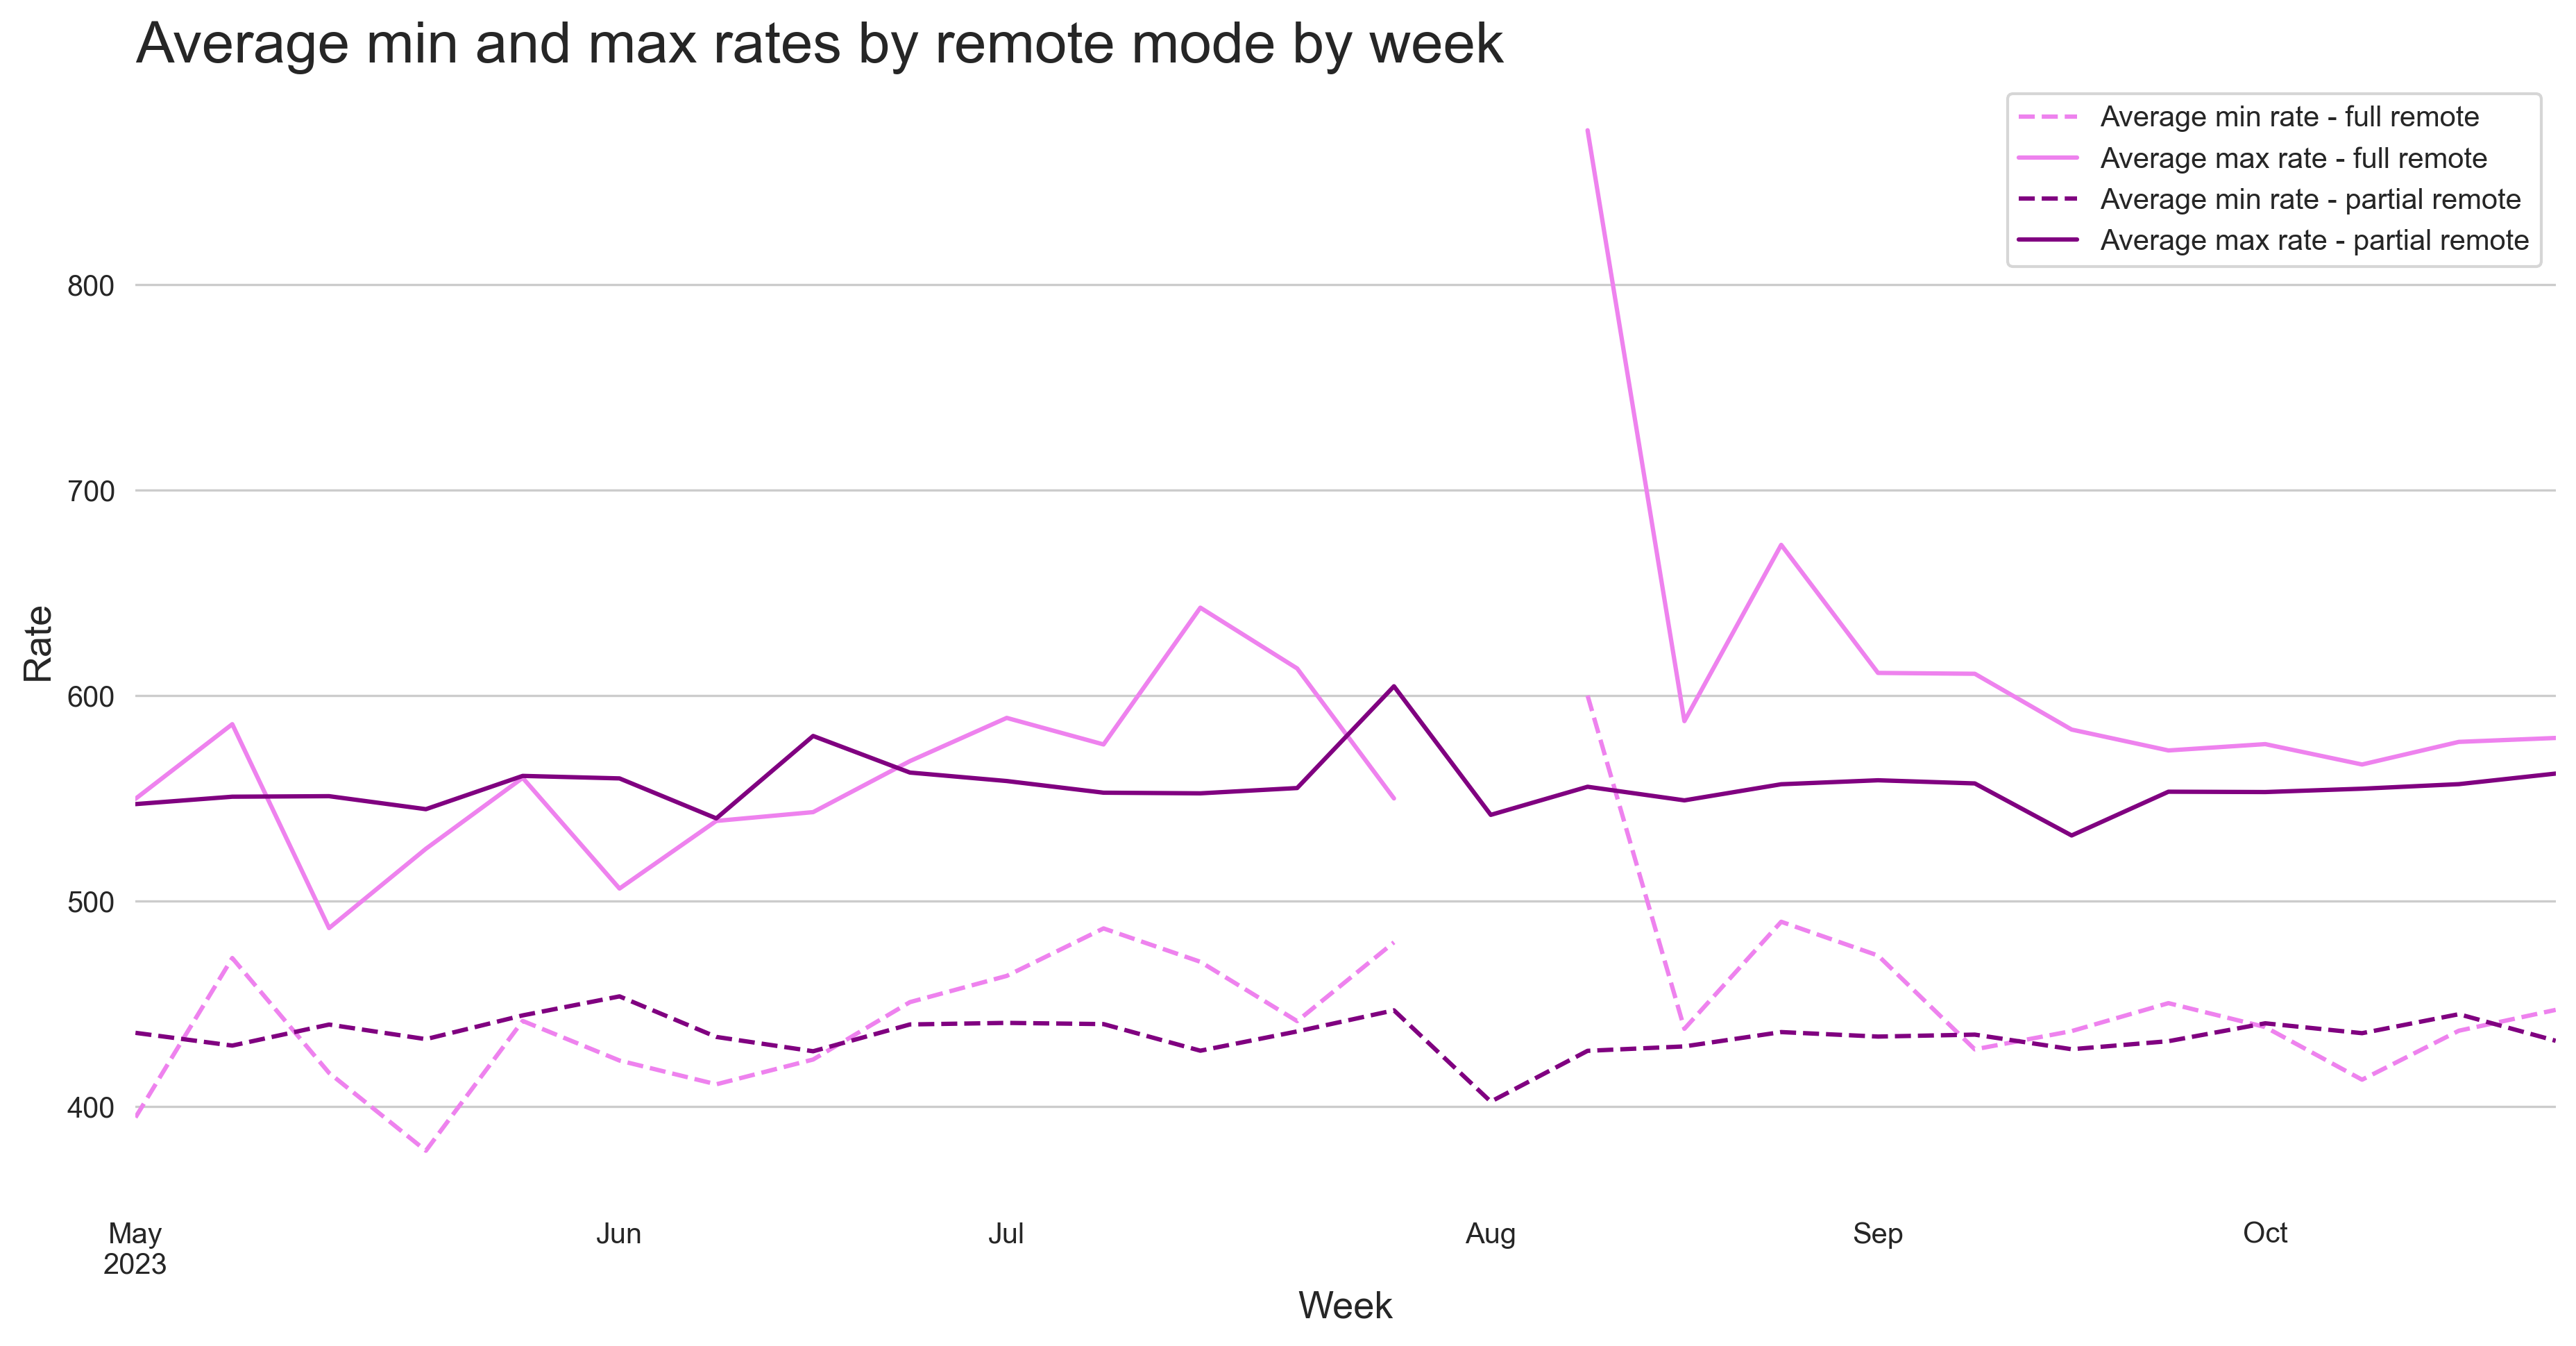 Average min and max rates by remote mode by week
Average min rate - full remote
Average max rate - full remote
Average min rate - partial remote
Average max rate - partial remote
800
700
600
500
400
Rate
May
2023
Jun
Jul
Aug
Sep
Oct
Week